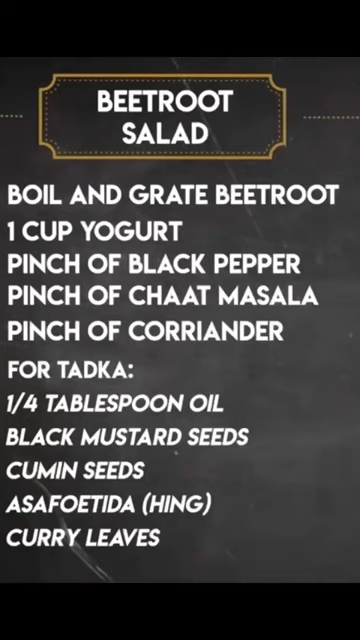 BEETROOT
SALAD
BOIL AND GRATE BEETROOT
1 CUP YOGURT
PINCH OF BLACK PEPPER
PINCH OF CHAAT MASALA
PINCH OF CORRIANDER
FOR TADKA:
1/4 TABLESPOON OIL
BLACK MUSTARD SEEDS
CUMIN SEEDS
ASAFOETIDA (HING)
CURRY LEAVES